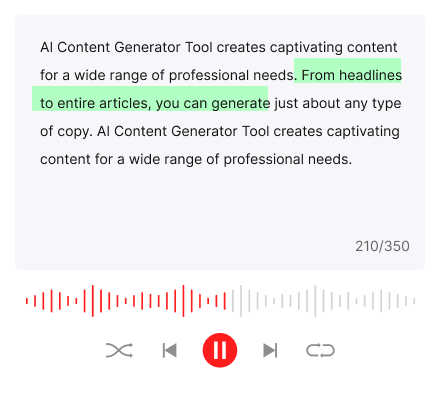 AI Content Generator Tool creates captivating content
for a wide range of professional needs. From headlines
to entire articles, you can generate just about any type
of copy. AI Content Generator Tool creates captivating
content for a wide range of professional needs.
210/350